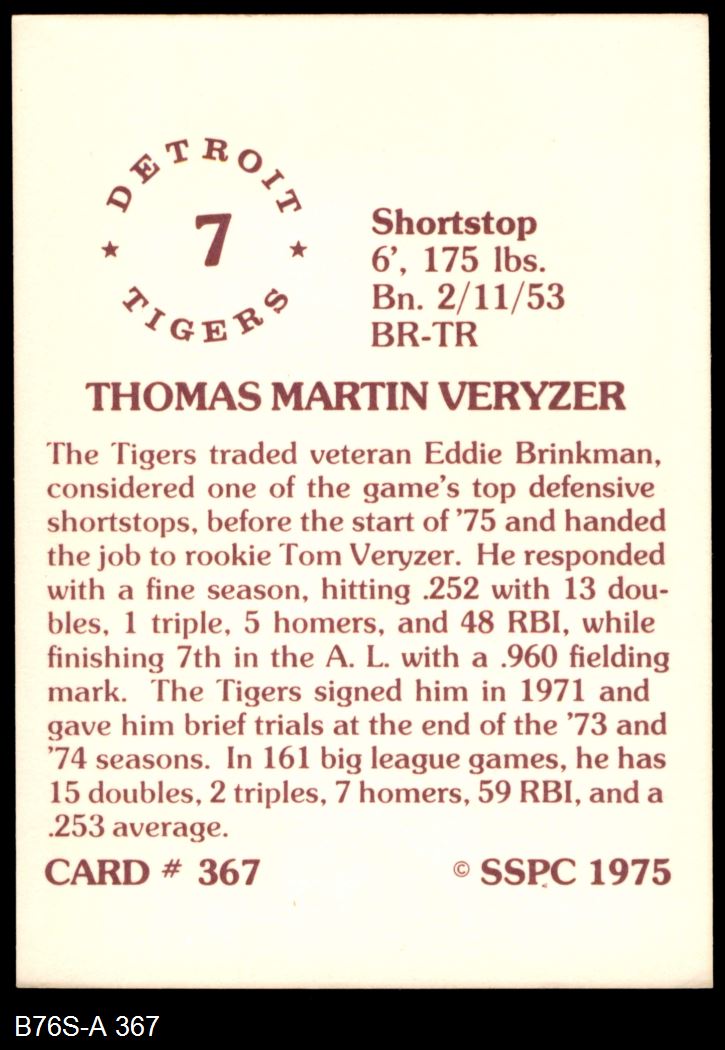 DETROIT
7
TIGERS
Shortstop
6', 175 lbs.
Bn. 2/11/53
BR-TR
THOMAS MARTIN VERYZER
The Tigers traded veteran Eddie Brinkman,
considered one of the game's top defensive
shortstops, before the start of '75 and handed
the job to rookie Tom Veryzer. He responded
with a fine season, hitting .252 with 13 dou-
bles, 1 triple, 5 homers, and 48 RBI, while
finishing 7th in the A. L. with a .960 fielding
mark. The Tigers signed him in 1971 and
gave him brief trials at the end of the '73 and
'74 seasons. In 161 big league games, he has
15 doubles, 2 triples, 7 homers, 59 RBI, and a
.253 average.
CARD # 367 © SSPC 1975
B76S-A 367